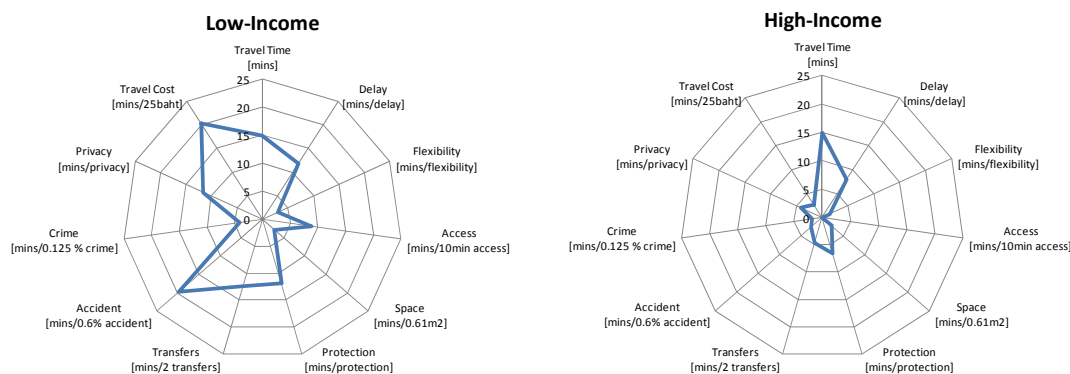 Low-Income
Travel Time
[mins]
25
20
15
10
5
0
Delay
[mins/delay]
Flexibility
[mins/flexibility]
Access
[mins/10min access]
Space
[mins/0.61m2]
Protection
[mins/protection]
Transfers
[mins/2 transfers]
Accident
[mins/0.6% accident]
Crime
[mins/0.125 % crime]
Privacy
[mins/privacy]
Travel Cost
[mins/25baht]
High-Income
Travel Time
[mins]
25
20
15
10
5
0
Delay
[mins/delay]
Flexibility
[mins/flexibility]
Access
[mins/10min access]
Space
[mins/0.61m2]
Protection
[mins/protection]
Transfers
[mins/2 transfers]
Accident
[mins/0.6% accident]
Crime
[mins/0.125 % crime]
Privacy
[mins/privacy]
Travel Cost
[mins/25baht]